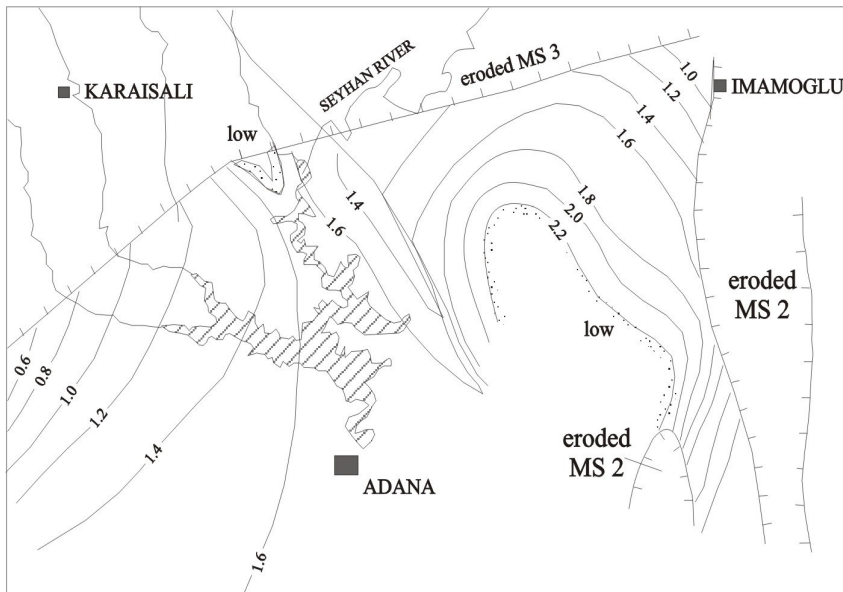 eroded MS 3
1.0
SEYHAN RIVER
KARAISALI
IMAMOGLU
1.2
1.4
low
1.6
1.4
1.8
1.6
2.0
2.2
eroded
MS 2
low
0.6
0.8
1.0
1.2
1.4
eroded
MS 2
ADANA
1.6